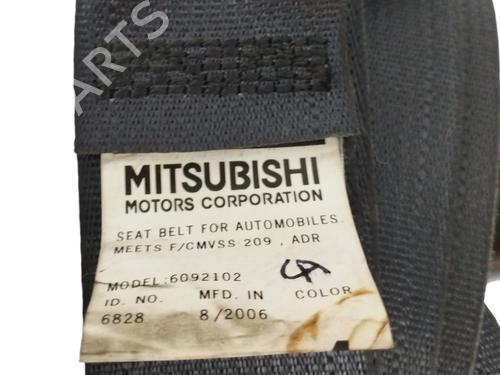 PARTS
MITSUBISHI
MOTORS CORPORATION
SEAT BELT FOR AUTOMOBILES.
MEETS F/CMVSS 209 , ADR
MODEL:6092102
ID. NO. MFD. IN COLOR
6828 8/2006